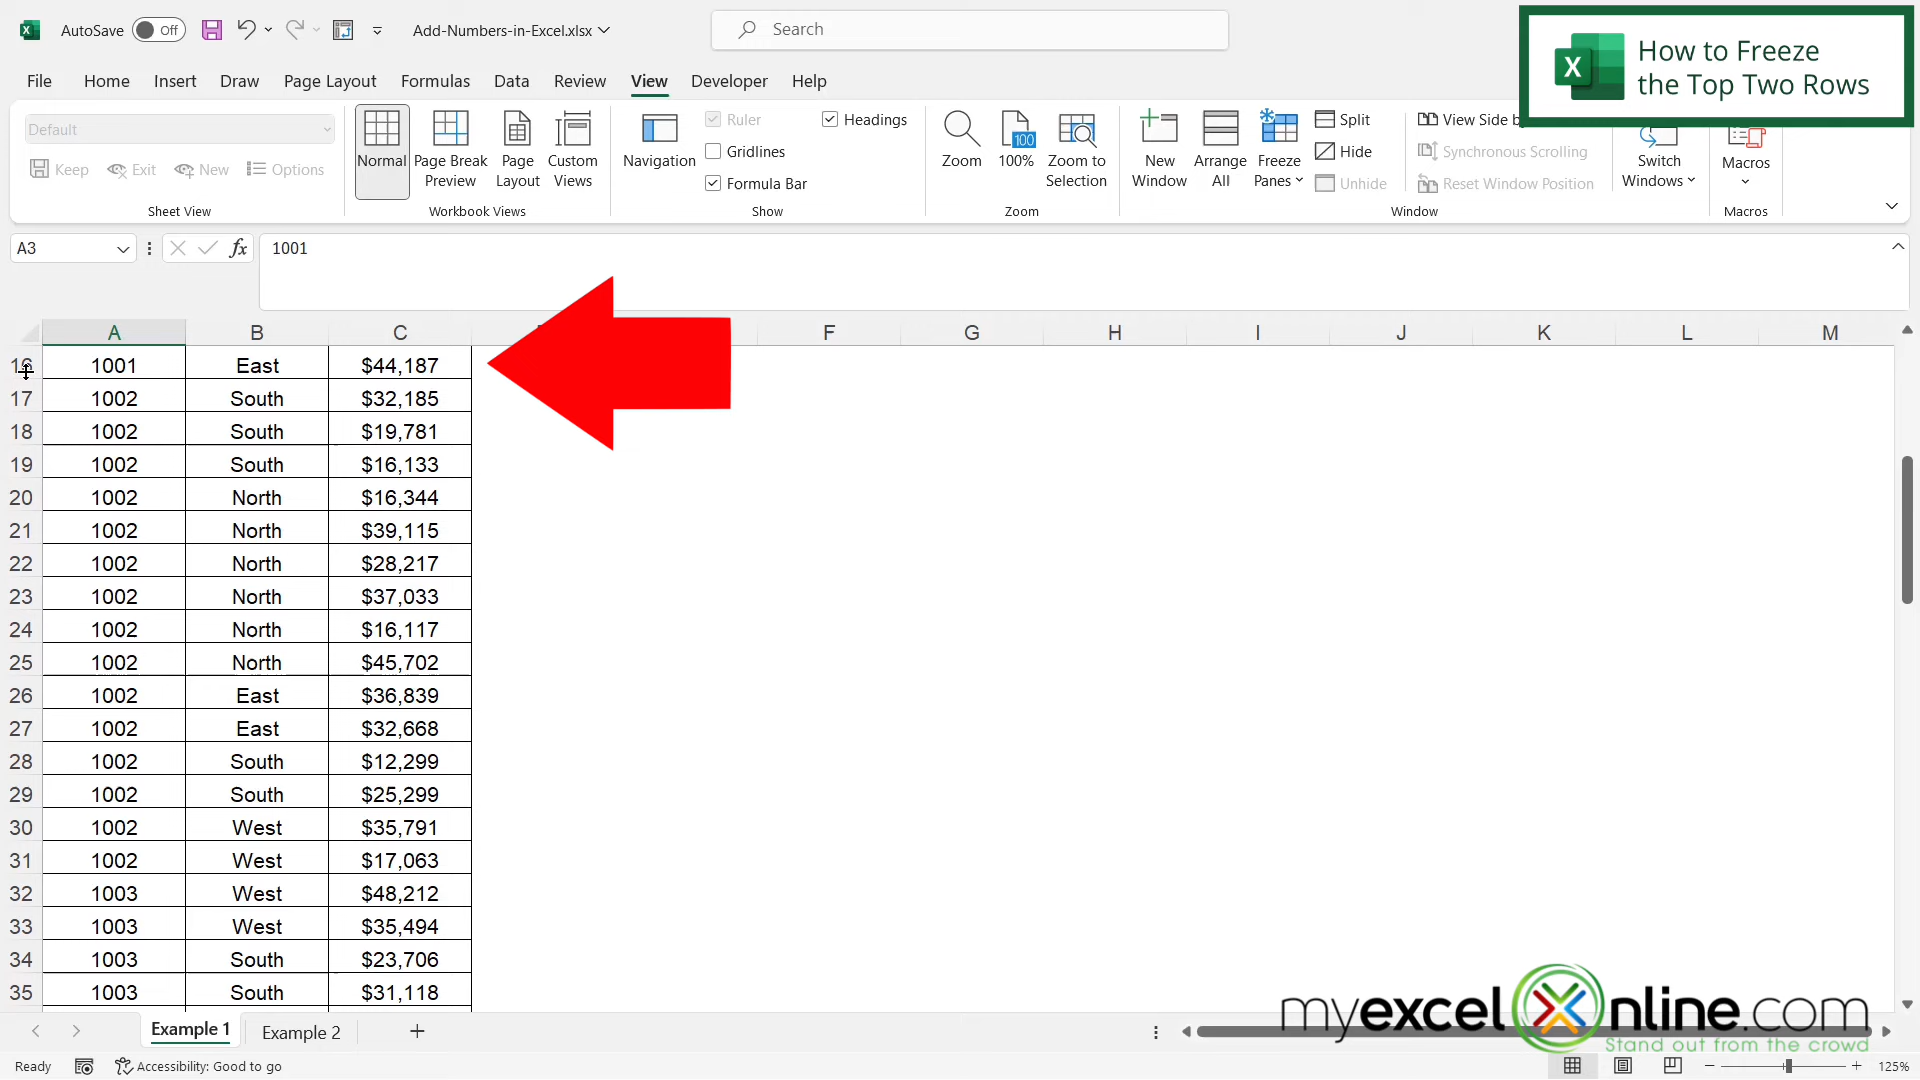 AutoSave Off Add-Numbers-in-Excel.xlsx Search
How to Freeze
the Top Two Rows
File Home Insert Draw Page Layout Formulas Data Review View Developer Help
Default
Keep Exit New Options
Sheet View
Normal
Page Break
Preview
Page
Layout
Custom
Views
Workbook Views
Navigation
Ruler
Headings
Gridlines
Formula Bar
Show
Zoom
100
100%
Zoom to
Selection
Zoom
New
Window
Arrange
All
Freeze
Panes
Split
Hide
Unhide
View Side
Synchronous Scrolling
Reset Window Position
Window
Switch
Windows
Macros
Macros
A3 fx 1001
A B C F G H I J K L M
1001 East $44,187
17 1002 South $32,185
18 1002 South $19,781
19 1002 South $16,133
20 1002 North $16,344
21 1002 North $39,115
22 1002 North $28,217
23 1002 North $37,033
24 1002 North $16,117
25 1002 North $45,702
26 1002 East $36,839
27 1002 East $32,668
28 1002 South $12,299
29 1002 South $25,299
30 1002 West $35,791
31 1002 West $17,063
32 1003 West $48,212
33 1003 West $35,494
34 1003 South $23,706
35 1003 South $31,118
Example 1 Example 2
myexcelonline.com
Stand out from the crowd
Ready Accessibility: Good to go 125%